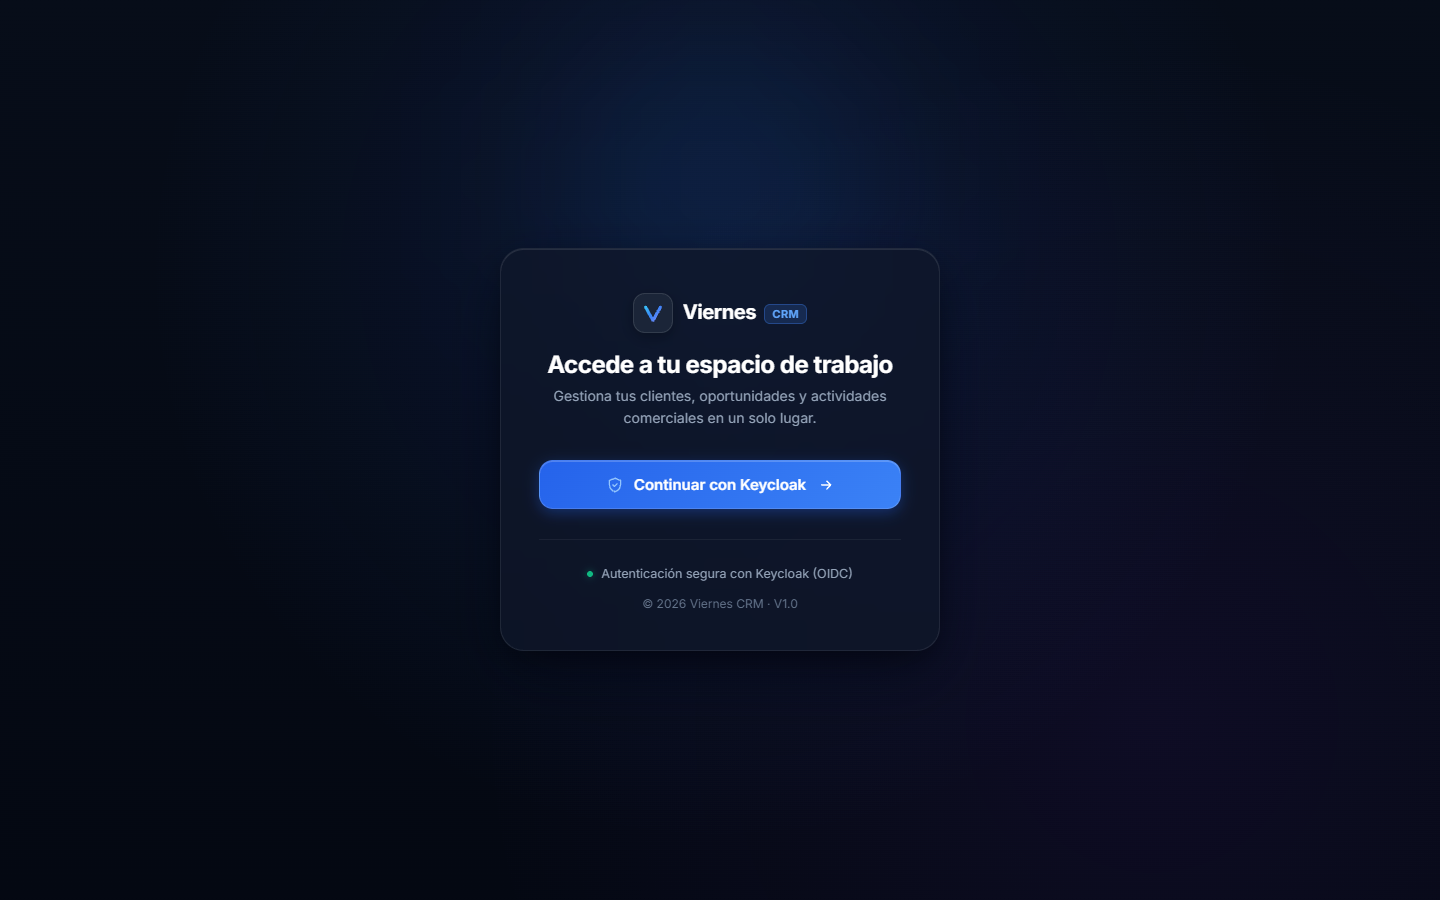 Viernes CRM
Accede a tu espacio de trabajo
Gestiona tus clientes, oportunidades y actividades
comerciales en un solo lugar.
Continuar con Keycloak →
Autenticación segura con Keycloak (OIDC)
© 2026 Viernes CRM · V1.0